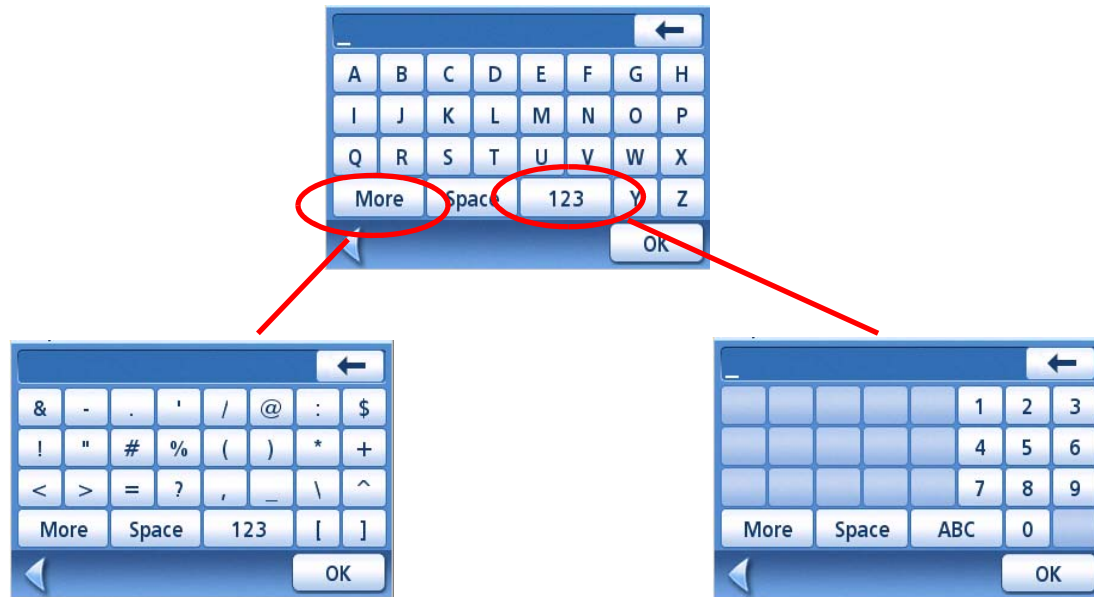 _ ←
A B C D E F G H
I J K L M N O P
Q R S T U V W X
More Space 123 Y Z
OK
←
& - . ' / @ : $
! " # % ( ) * +
< > = ? , _ \ ^
More Space 123 [ ]
OK
_ ←
1 2 3
4 5 6
7 8 9
More Space ABC 0
OK